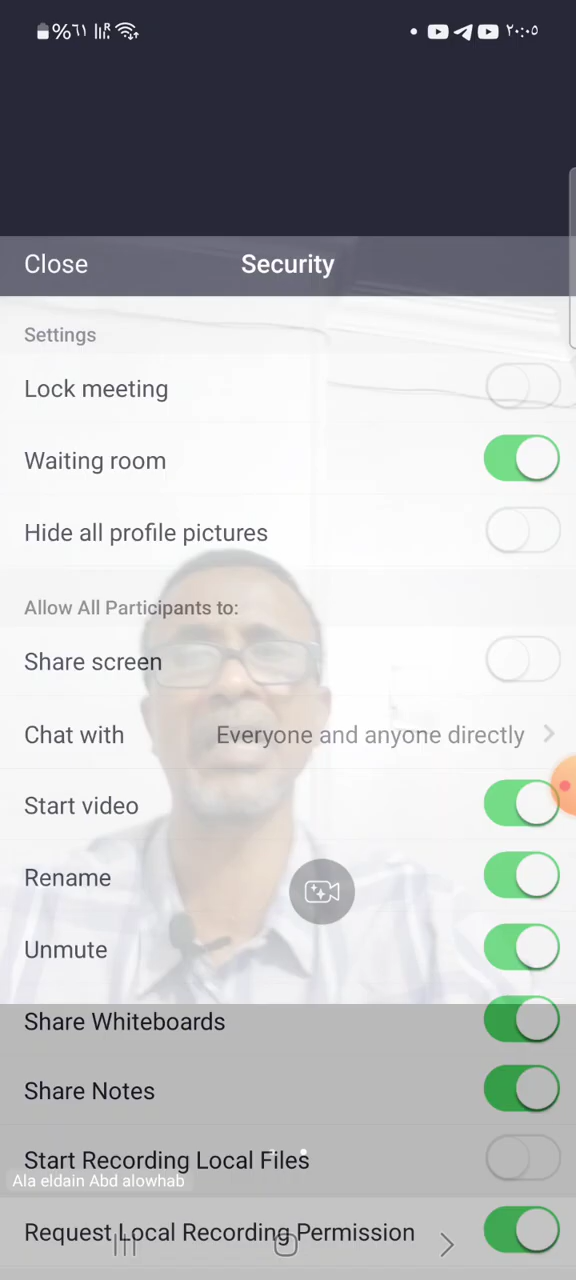 %٦١
٢٠:٠٥
Close
Security
Settings
Lock meeting
Waiting room
Hide all profile pictures
Allow All Participants to:
Share screen
Chat with Everyone and anyone directly
Start video
Rename
Unmute
Share Whiteboards
Share Notes
Start Recording Local Files
Ala eldain Abd alowhab
Request Local Recording Permission